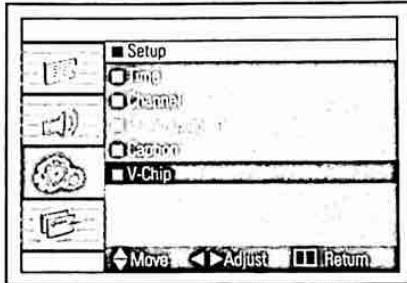 Setup
Time
Channel
Caption
V-Chip
Move Adjust Return